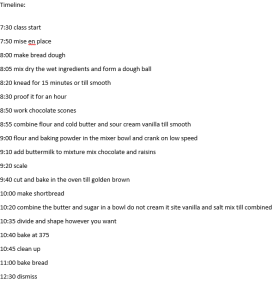 Timeline:
7:30 class start
7:50 mise en place
8:00 make bread dough
8:05 mix dry the wet ingredients and form a dough ball
8:20 knead for 15 minutes or till smooth
8:30 proof it for an hour
8:50 work chocolate scones
8:55 combine flour and cold butter and sour cream vanilla till smooth
9:00 flour and baking powder in the mixer bowl and crank on low speed
9:10 add buttermilk to mixture mix chocolate and raisins
9:20 scale
9:40 cut and bake in the oven till golden brown
10:00 make shortbread
10:20 combine the butter and sugar in a bowl do not cream it site vanilla and salt mix till combined
10:35 divide and shape however you want
10:40 bake at 375
10:45 clean up
11:00 bake bread
12:30 dismiss